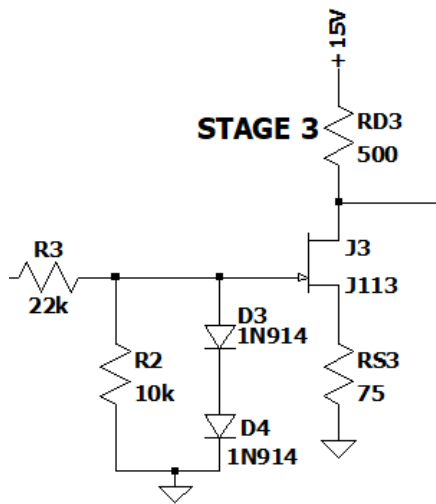 +15V
STAGE 3
RD3
500
R3
22k
J3
J113
D3
1N914
R2
10k
RS3
75
D4
1N914